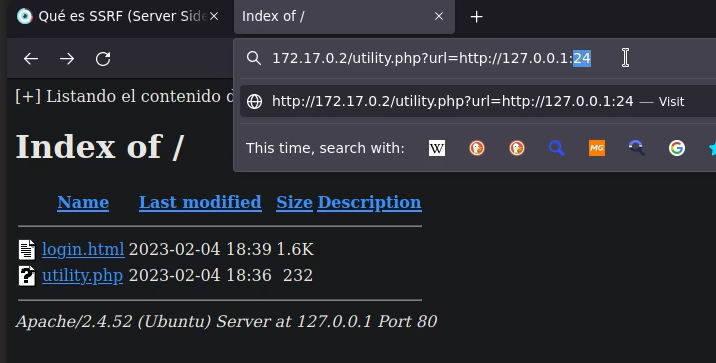 Qué es SSRF (Server Side
Index of /
172.17.0.2/utility.php?url=http://127.0.0.1:24
http://172.17.0.2/utility.php?url=http://127.0.0.1:24 — Visit
This time, search with:
W
MG
G
[+] Listando el contenido d
Index of /
Name Last modified Size Description
login.html 2023-02-04 18:39 1.6K
utility.php 2023-02-04 18:36 232
Apache/2.4.52 (Ubuntu) Server at 127.0.0.1 Port 80